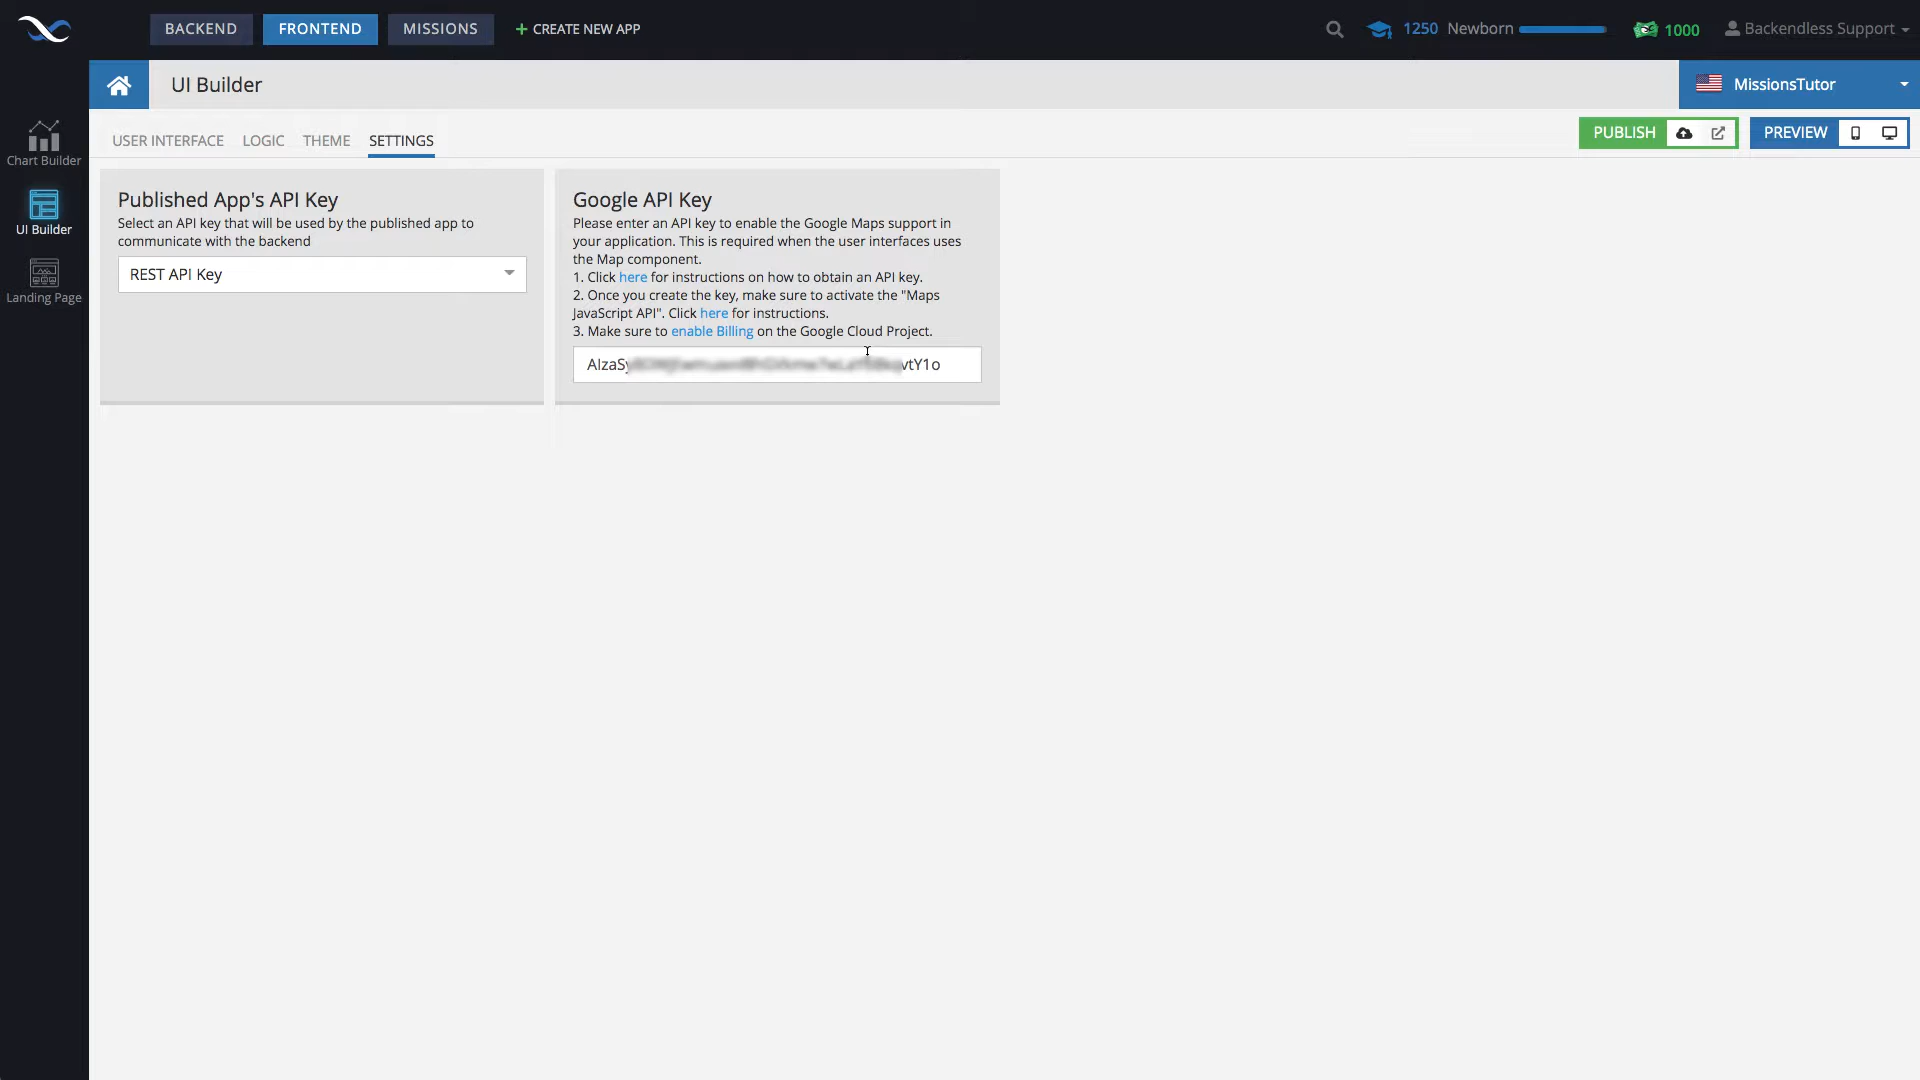 BACKEND
FRONTEND
MISSIONS
+ CREATE NEW APP
1250 Newborn
1000
Backendless Support
UI Builder
MissionsTutor
USER INTERFACE
LOGIC
THEME
SETTINGS
PUBLISH
PREVIEW
Chart Builder
UI Builder
Landing Page
Published App's API Key
Select an API key that will be used by the published app to
communicate with the backend
REST API Key
Google API Key
Please enter an API key to enable the Google Maps support in
your application. This is required when the user interfaces uses
the Map component.
1. Click here for instructions on how to obtain an API key.
2. Once you create the key, make sure to activate the "Maps
JavaScript API". Click here for instructions.
3. Make sure to enable Billing on the Google Cloud Project.